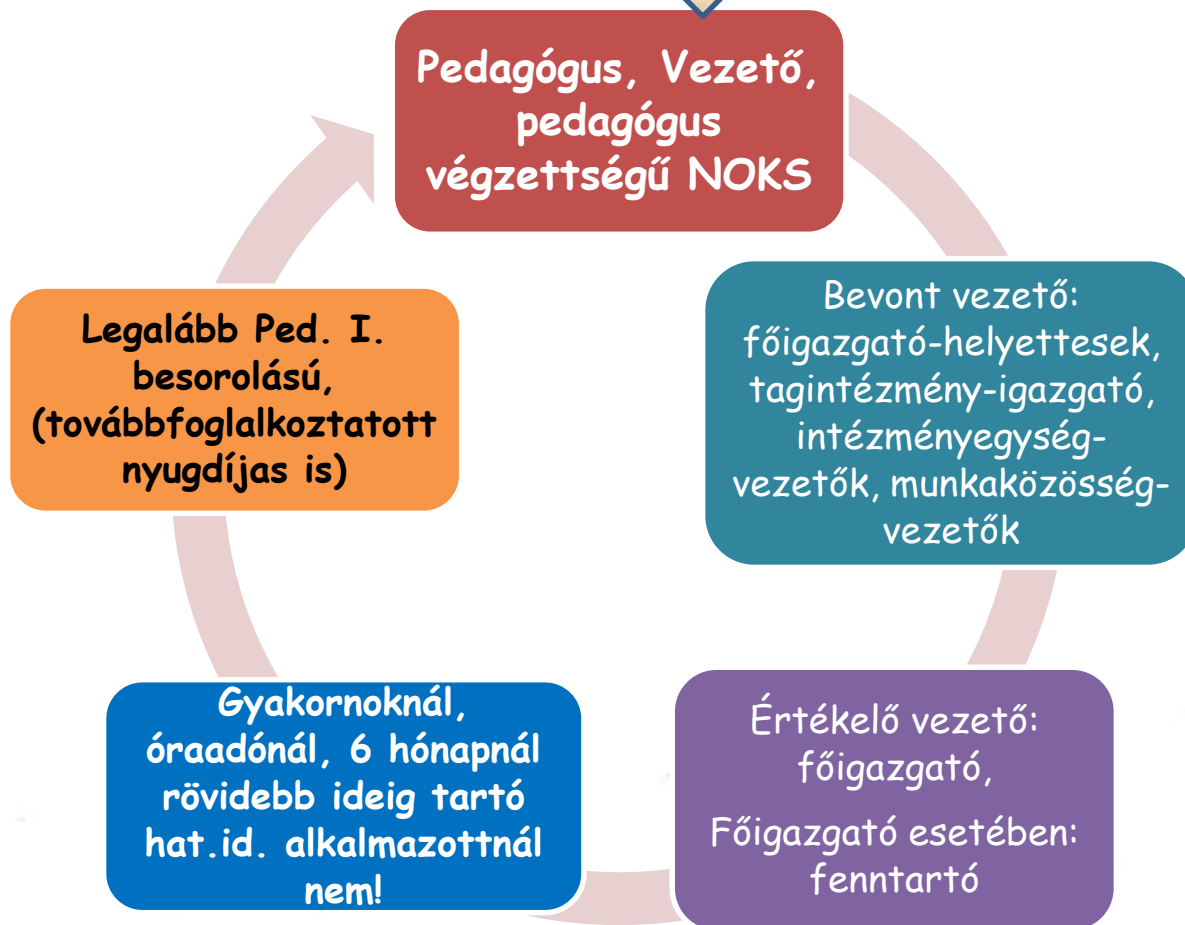 Pedagógus, Vezető,
pedagógus
végzettségű NOKS
Bevont vezető:
főigazgató-helyettesek,
tagintézmény-igazgató,
intézményegység-
vezetők, munkaközösség-
vezetők
Értékelő vezető:
főigazgató,
Főigazgató esetében:
fenntartó
Gyakornoknál,
óraadónál, 6 hónapnál
rövidebb ideig tartó
hat.id. alkalmazottnál
nem!
Legalább Ped. I.
besorolású,
(továbbfoglalkoztatott
nyugdíjas is)